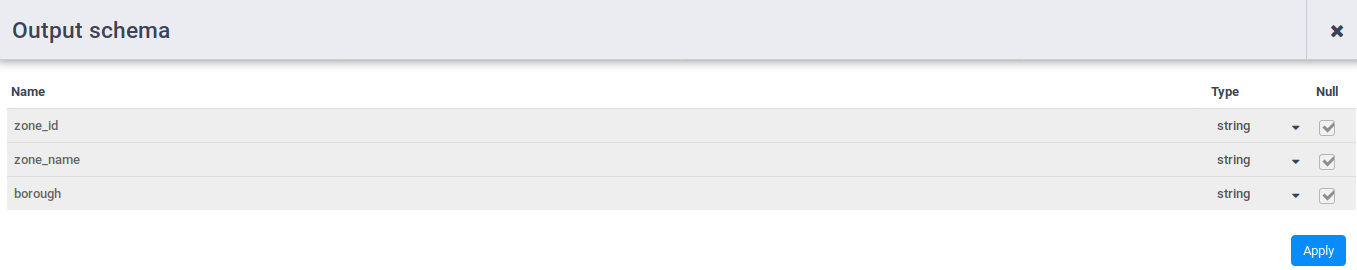 Output schema
Name Type Null
zone_id string
zone_name string
borough string
Apply